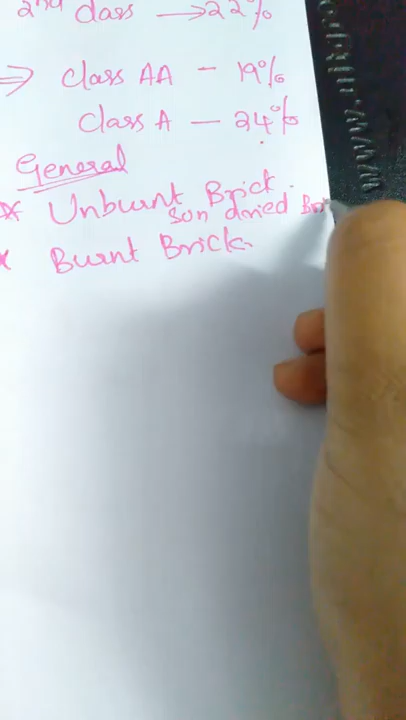 2nd class → 22%
⇒ class AA – 19%
class A — 24%
General
* Unburnt Brick.
Sun dried
* Burnt Brick.